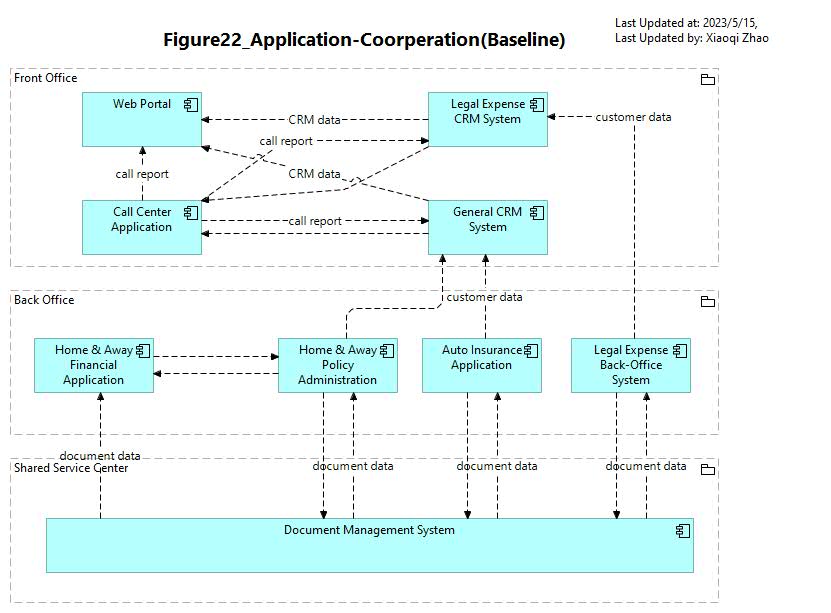 Last Updated at: 2023/5/15,
Last Updated by: Xiaoqi Zhao
Figure22_Application-Coorperation(Baseline)
Front Office
Web Portal
Legal Expense
CRM System
CRM data
customer data
call report
call report
CRM data
Call Center
Application
call report
General CRM
System
Back Office
customer data
Home & Away
Financial
Application
Home & Away
Policy
Administration
Auto Insurance
Application
Legal Expense
Back-Office
System
document data
document data
document data
document data
Shared Service Center
Document Management System